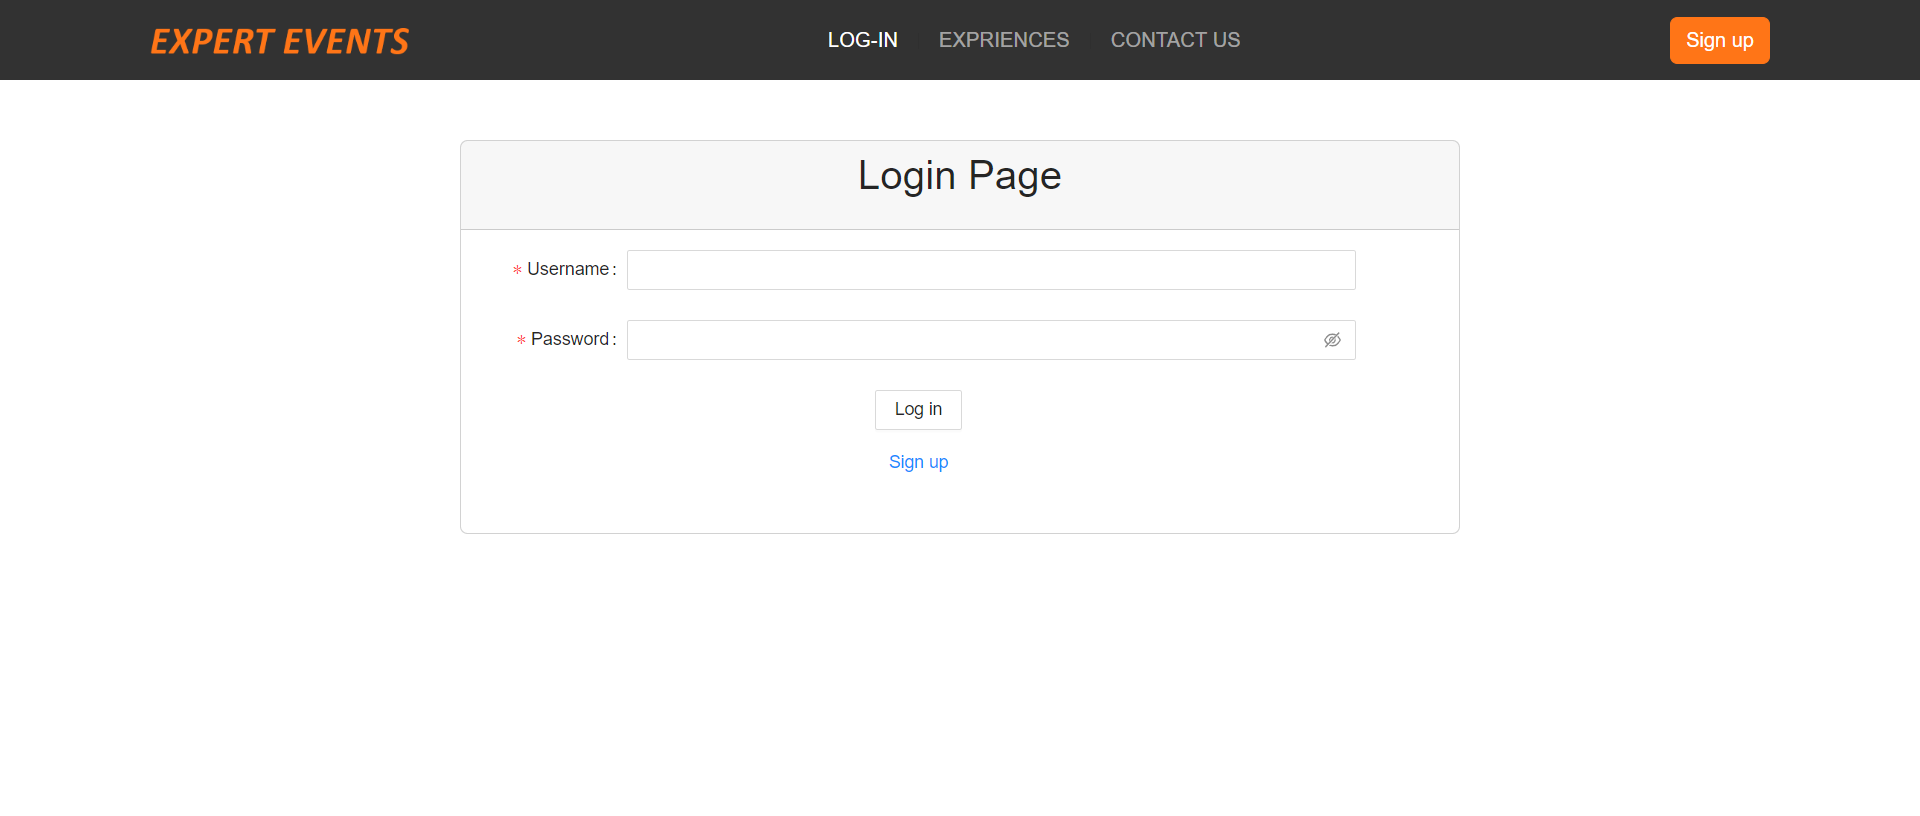 EXPERT EVENTS
LOG-IN EXPRIENCES CONTACT US
Sign up
Login Page
* Username :
* Password :
Log in
Sign up